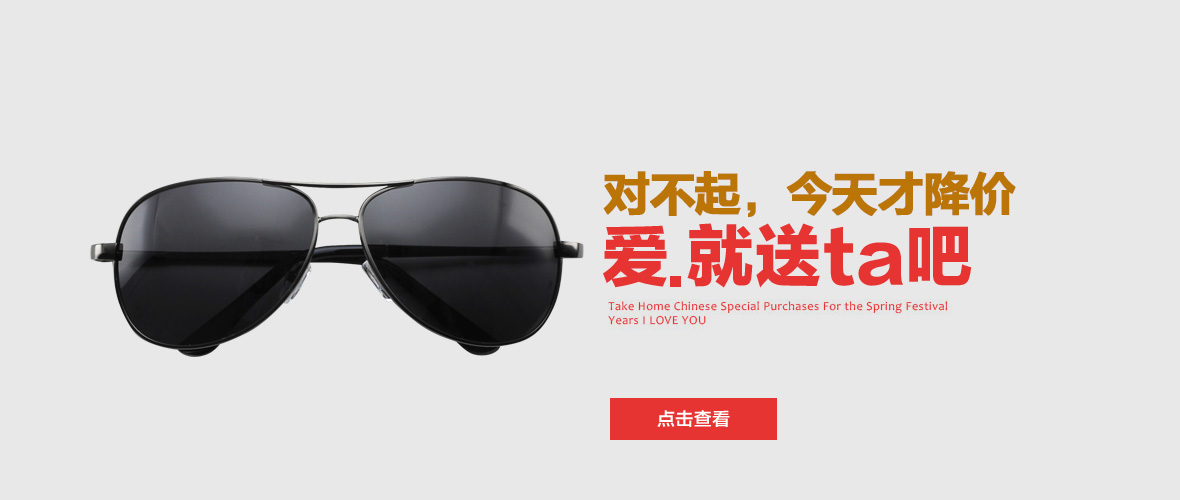 对不起，今天才降价
爱.就送ta吧
Take Home Chinese Special Purchases For the Spring Festival
Years I LOVE YOU
点击查看